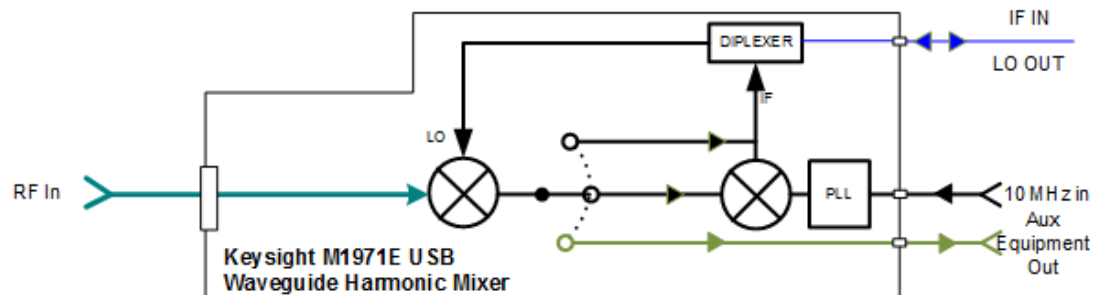 IF IN
DIPLEXER
LO OUT
IF
LO
RF In
PLL
10 MHz in
Aux
Equipment
Out
Keysight M1971E USB
Waveguide Harmonic Mixer